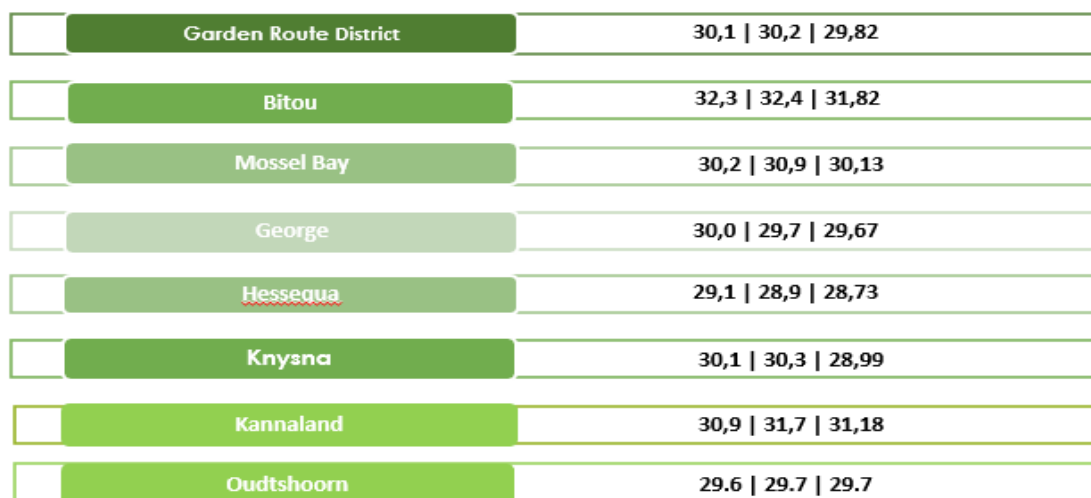 Garden Route District 30,1 | 30,2 | 29,82
Bitou 32,3 | 32,4 | 31,82
Mossel Bay 30,2 | 30,9 | 30,13
George 30,0 | 29,7 | 29,67
Hessequa 29,1 | 28,9 | 28,73
Knysna 30,1 | 30,3 | 28,99
Kannaland 30,9 | 31,7 | 31,18
Oudtshoorn 29.6 | 29.7 | 29.7